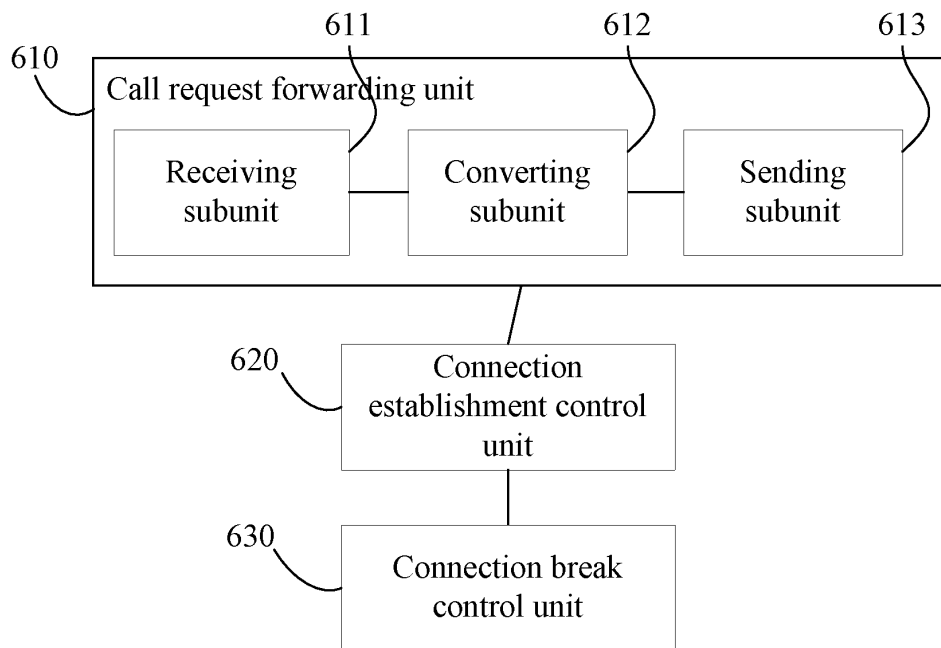 611
612
613
610
Call request forwarding unit
Receiving
subunit
Converting
subunit
Sending
subunit
620
Connection
establishment control
unit
630
Connection break
control unit